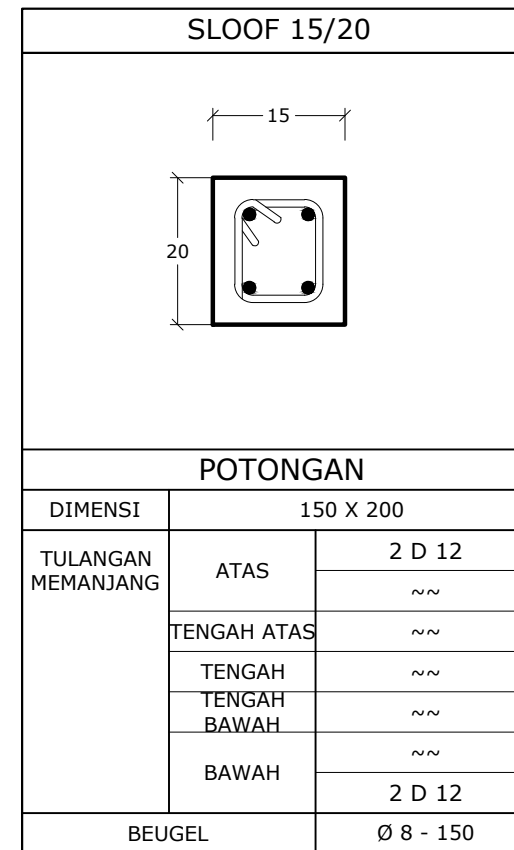 SLOOF 15/20
15
20
POTONGAN
DIMENSI 150 X 200
TULANGAN MEMANJANG
ATAS 2 D 12
~~
TENGAH ATAS ~~
TENGAH ~~
TENGAH BAWAH ~~
BAWAH ~~
2 D 12
BEUGEL Ø 8 - 150